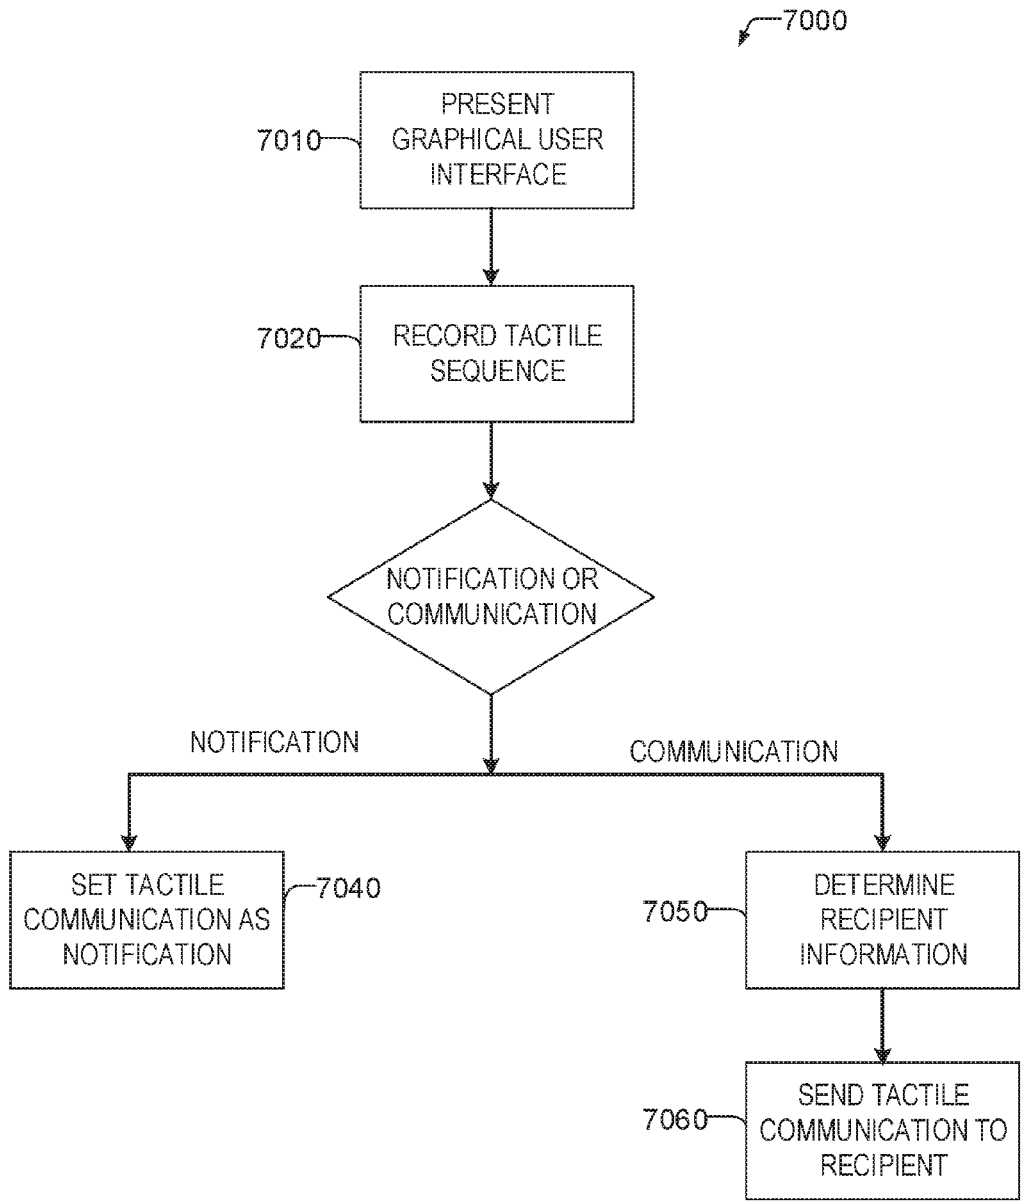 7000
PRESENT
GRAPHICAL USER
INTERFACE
7010
RECORD TACTILE
SEQUENCE
7020
NOTIFICATION OR
COMMUNICATION
NOTIFICATION
COMMUNICATION
SET TACTILE
COMMUNICATION AS
NOTIFICATION
7040
DETERMINE
RECIPIENT
INFORMATION
7050
SEND TACTILE
COMMUNICATION TO
RECIPIENT
7060